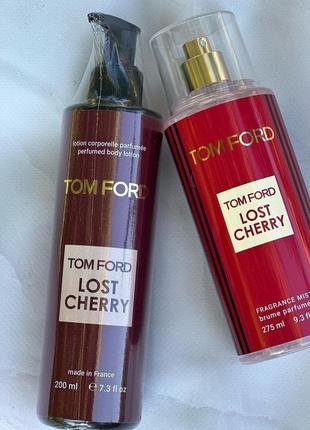 lotion corporelle parfumée
perfumed body lotion
TOM FORD
TOM FORD
LOST
CHERRY
made in France
200 ml e 7.3 fl oz
TOM FORD
TOM FORD
LOST
CHERRY
FRAGRANCE MIST
brume parfumée
275 ml 9.3 fl